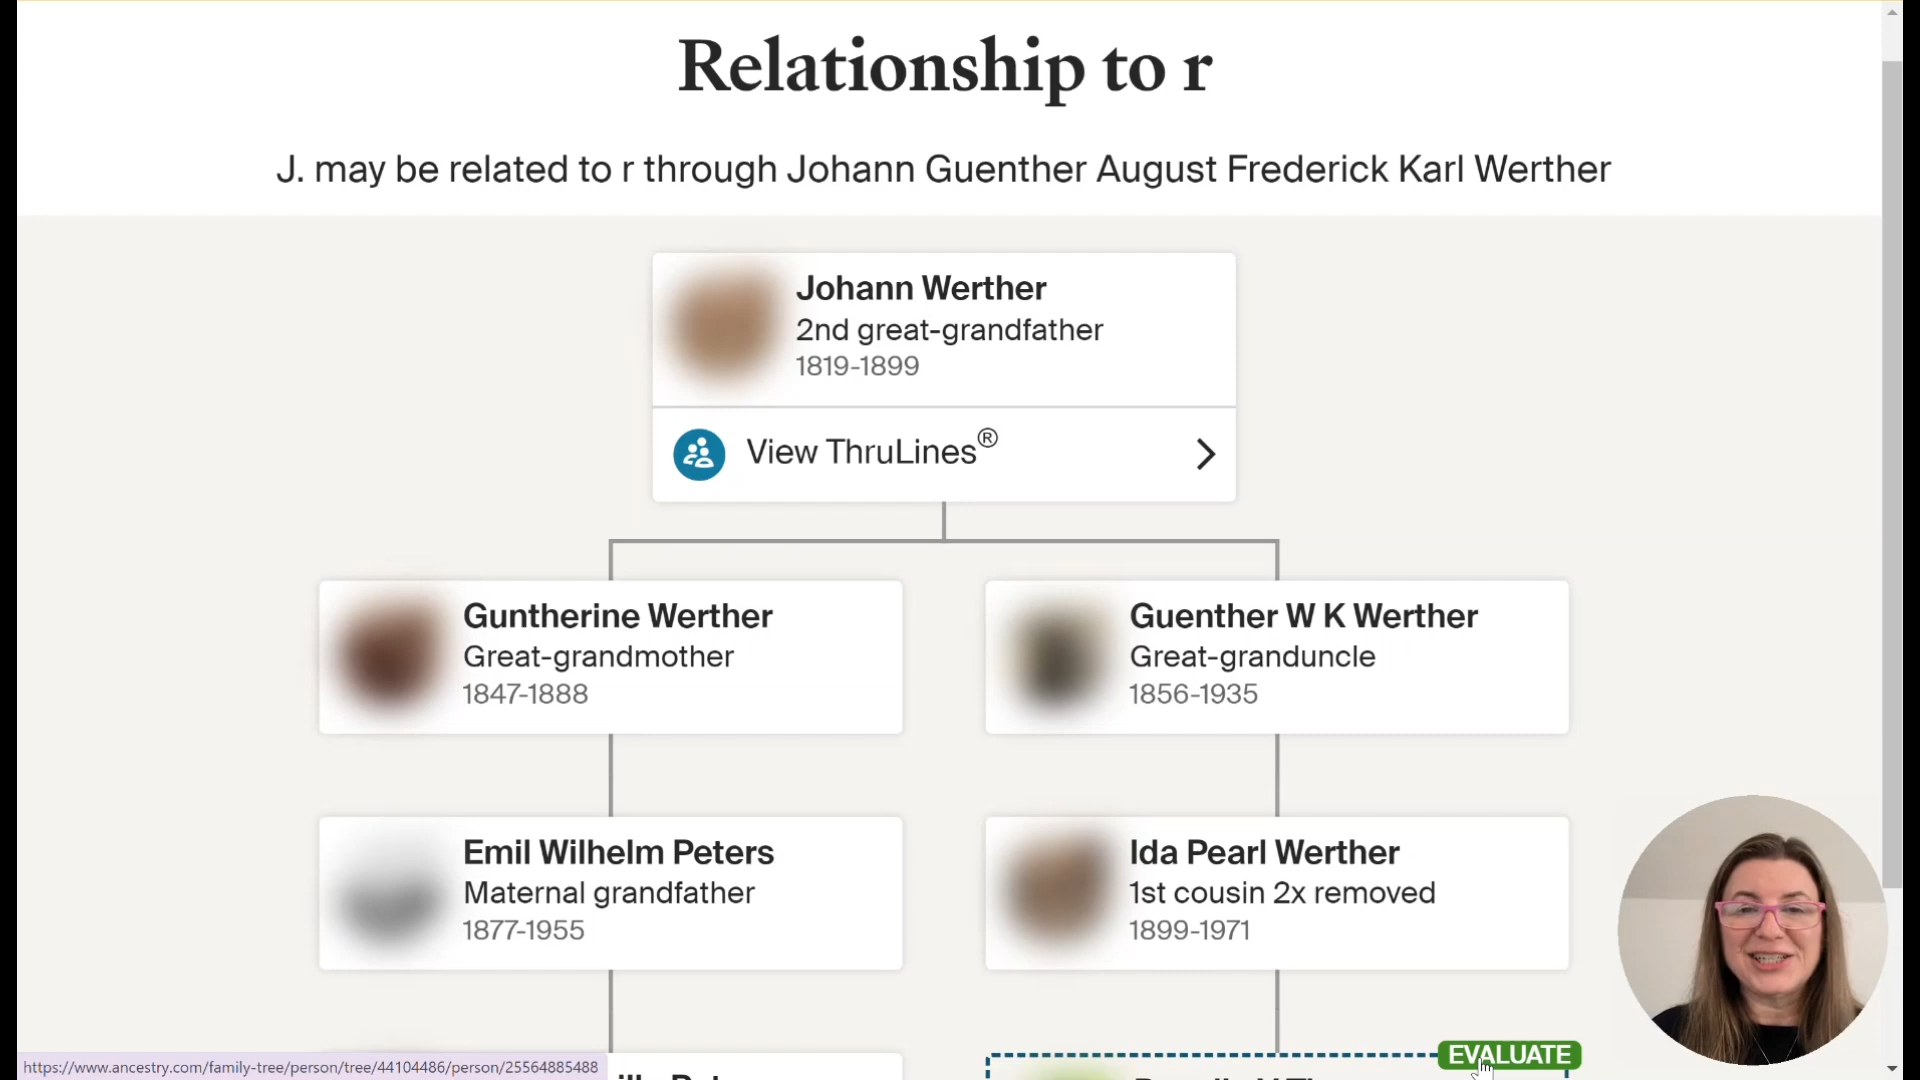 Relationship to r
J. may be related to r through Johann Guenther August Frederick Karl Werther
Johann Werther
2nd great-grandfather
1819-1899
View ThruLines®
Guntherine Werther
Great-grandmother
1847-1888
Guenther W K Werther
Great-granduncle
1856-1935
Emil Wilhelm Peters
Maternal grandfather
1877-1955
Ida Pearl Werther
1st cousin 2x removed
1899-1971
EVALUATE
https://www.ancestry.com/family-tree/person/tree/44104486/person/25564885488